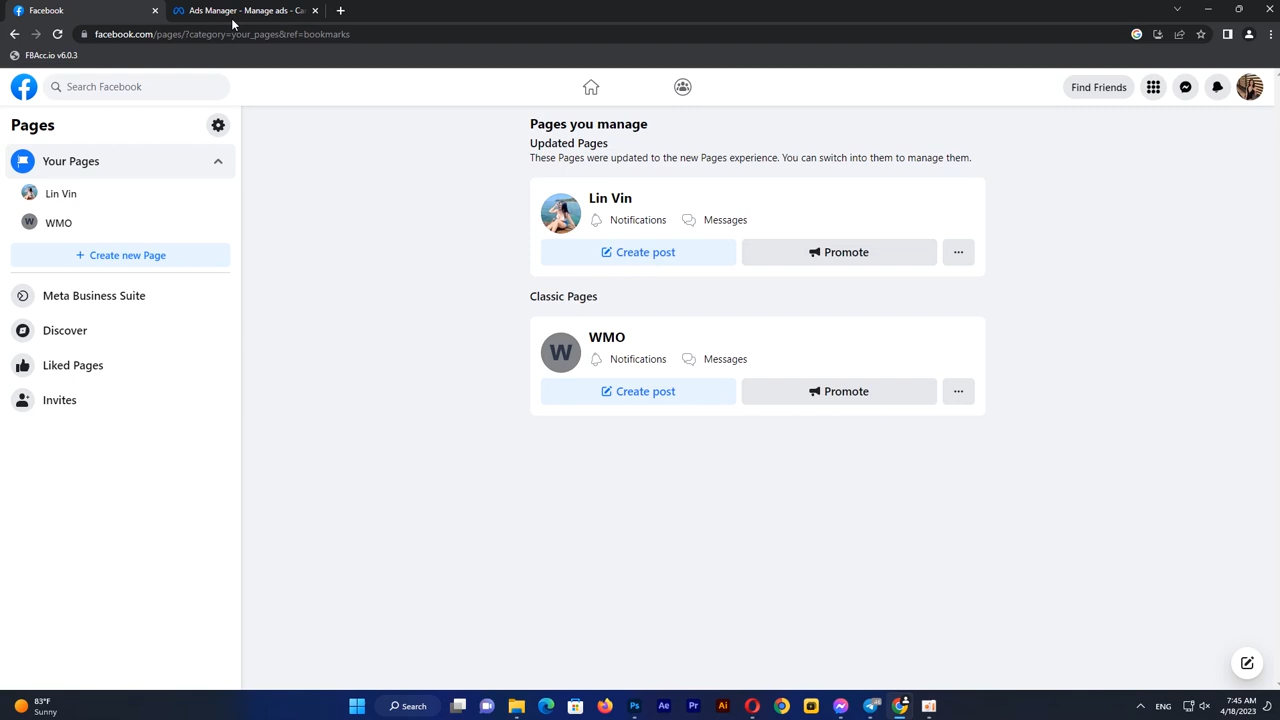 Facebook
Ads Manager - Manage ads - Ca
facebook.com/pages/?category=your_pages&ref=bookmarks
FBAcc.io v6.0.3
Search Facebook
Find Friends
Pages
Your Pages
Lin Vin
WMO
+ Create new Page
Meta Business Suite
Discover
Liked Pages
Invites
Pages you manage
Updated Pages
These Pages were updated to the new Pages experience. You can switch into them to manage them.
Lin Vin
Notifications Messages
Create post Promote ...
Classic Pages
W
WMO
Notifications Messages
Create post Promote ...
83°F
Sunny
Search
Ps Ae Pr Ai
ENG
7:45 AM
4/18/2023